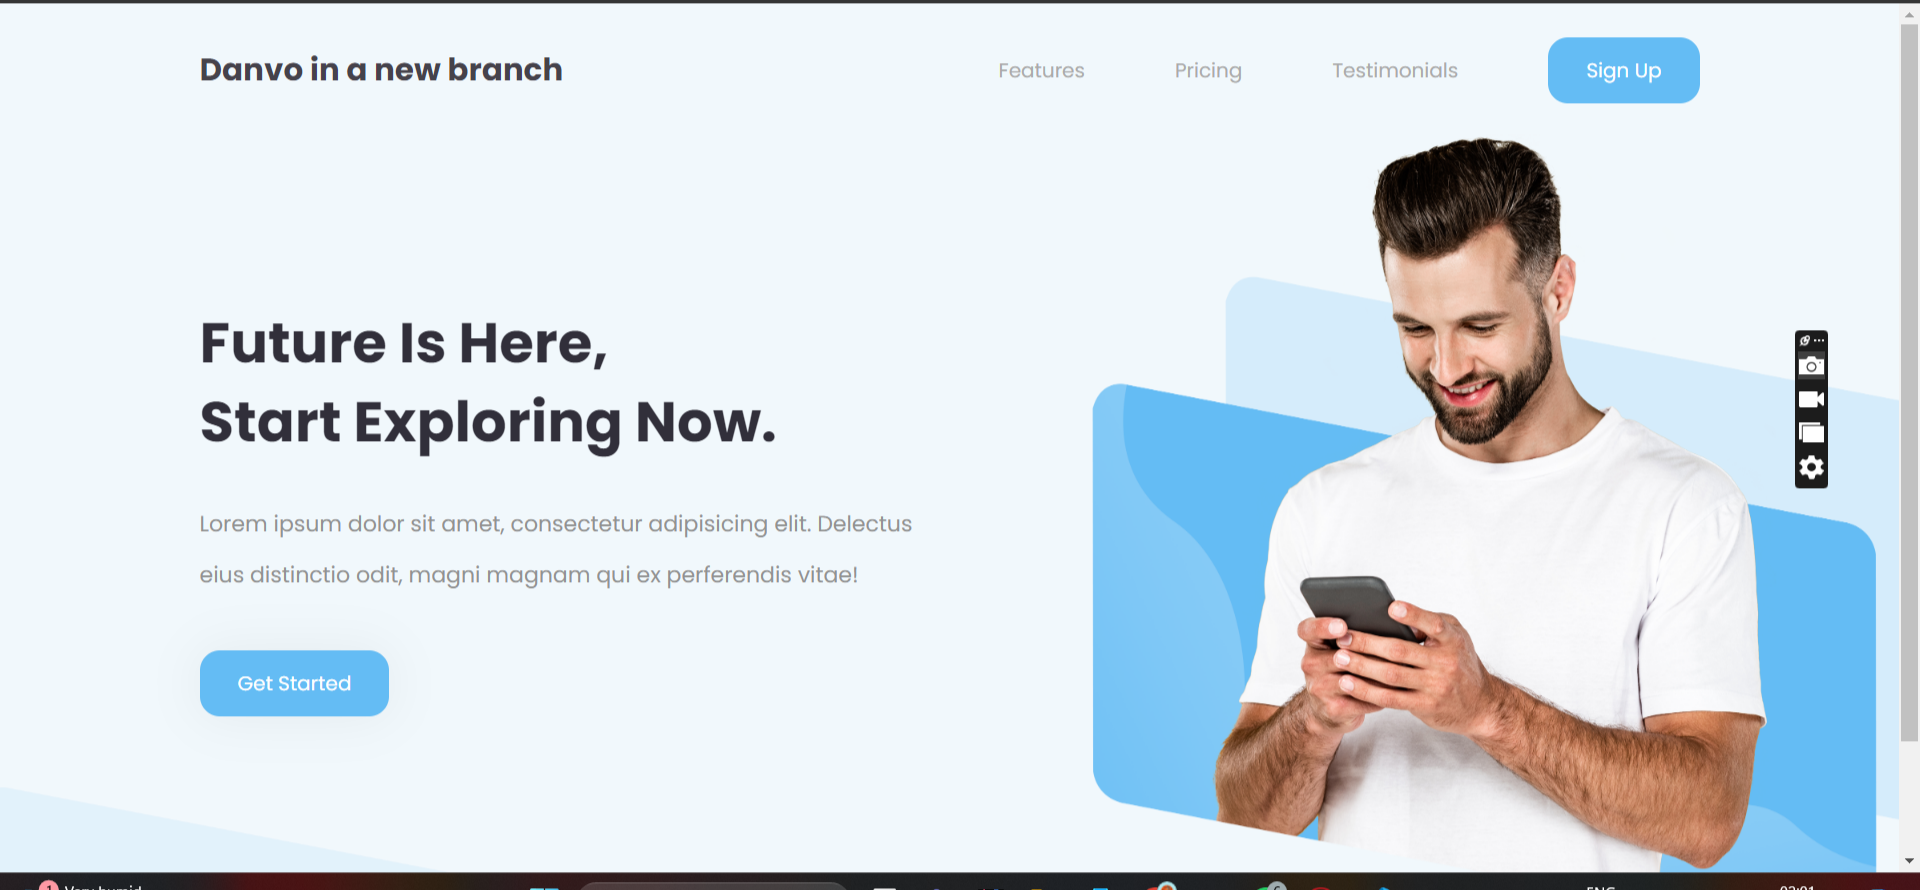 Danvo in a new branch
Features
Pricing
Testimonials
Sign Up
Future Is Here,
Start Exploring Now.
Lorem ipsum dolor sit amet, consectetur adipisicing elit. Delectus
eius distinctio odit, magni magnam qui ex perferendis vitae!
Get Started